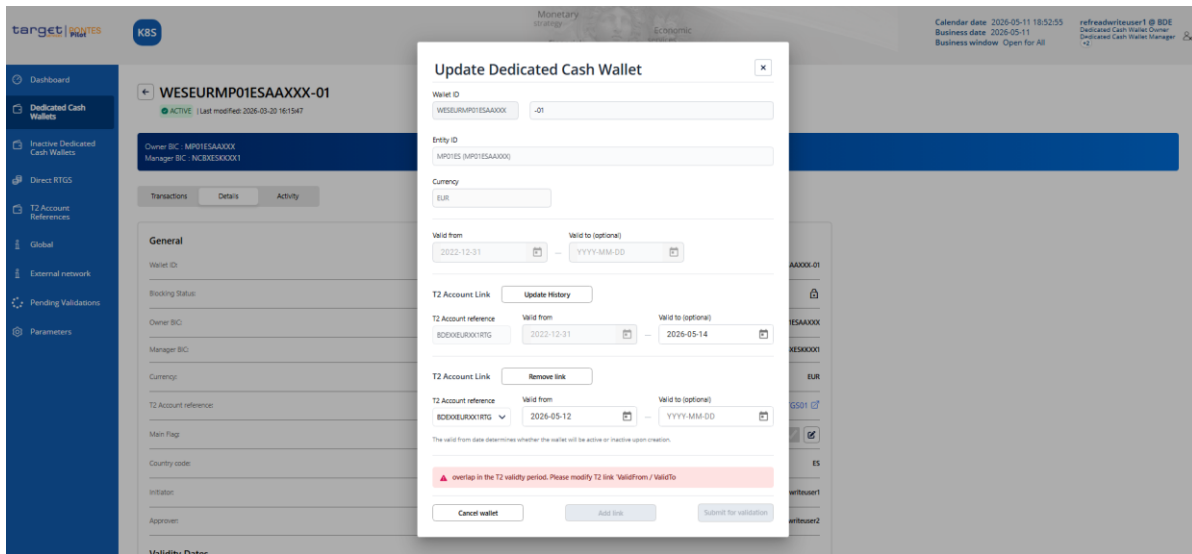 target | PONTES
Pilot
K8S
Monetary
strategy
Economic
Calendar date 2026-05-11 18:52:55
Business date 2026-05-11
Business window Open for All
refreadwriteuser1 @ BDE
Dedicated Cash Wallet Owner
Dedicated Cash Wallet Manager
+2
Dashboard
Dedicated Cash
Wallets
Inactive Dedicated
Cash Wallets
Direct RTGS
T2 Account
References
Global
External network
Pending Validations
Parameters
WESEURMP01ESAAXXX-01
ACTIVE | Last modified: 2026-03-20 16:15:47
Owner BIC : MP01ESAAXXX
Manager BIC : NCBXESKXXX1
Transactions Details Activity
General
Wallet ID:
Blocking Status:
Owner BIC:
Manager BIC:
Currency:
T2 Account reference:
Main Flag:
Country code:
Initiator:
Approver:
Validity Dates
Update Dedicated Cash Wallet
Wallet ID
WESEURMP01ESAAXXX -01
Entity ID
MP01ES (MP01ESAAXXX)
Currency
EUR
Valid from Valid to (optional)
2022-12-31 — YYYY-MM-DD
T2 Account Link Update History
T2 Account reference Valid from Valid to (optional)
BDEXXEURXX1RTG 2022-12-31 — 2026-05-14
T2 Account Link Remove link
T2 Account reference Valid from Valid to (optional)
BDEXXEURXX1RTG 2026-05-12 — YYYY-MM-DD
The valid from date determines whether the wallet will be active or inactive upon creation.
overlap in the T2 validty period. Please modify T2 link 'ValidFrom / ValidTo
Cancel wallet Add link Submit for validation
AAXXX-01
1ESAAXXX
XESKXXX1
EUR
GS01
ES
writeuser1
writeuser2